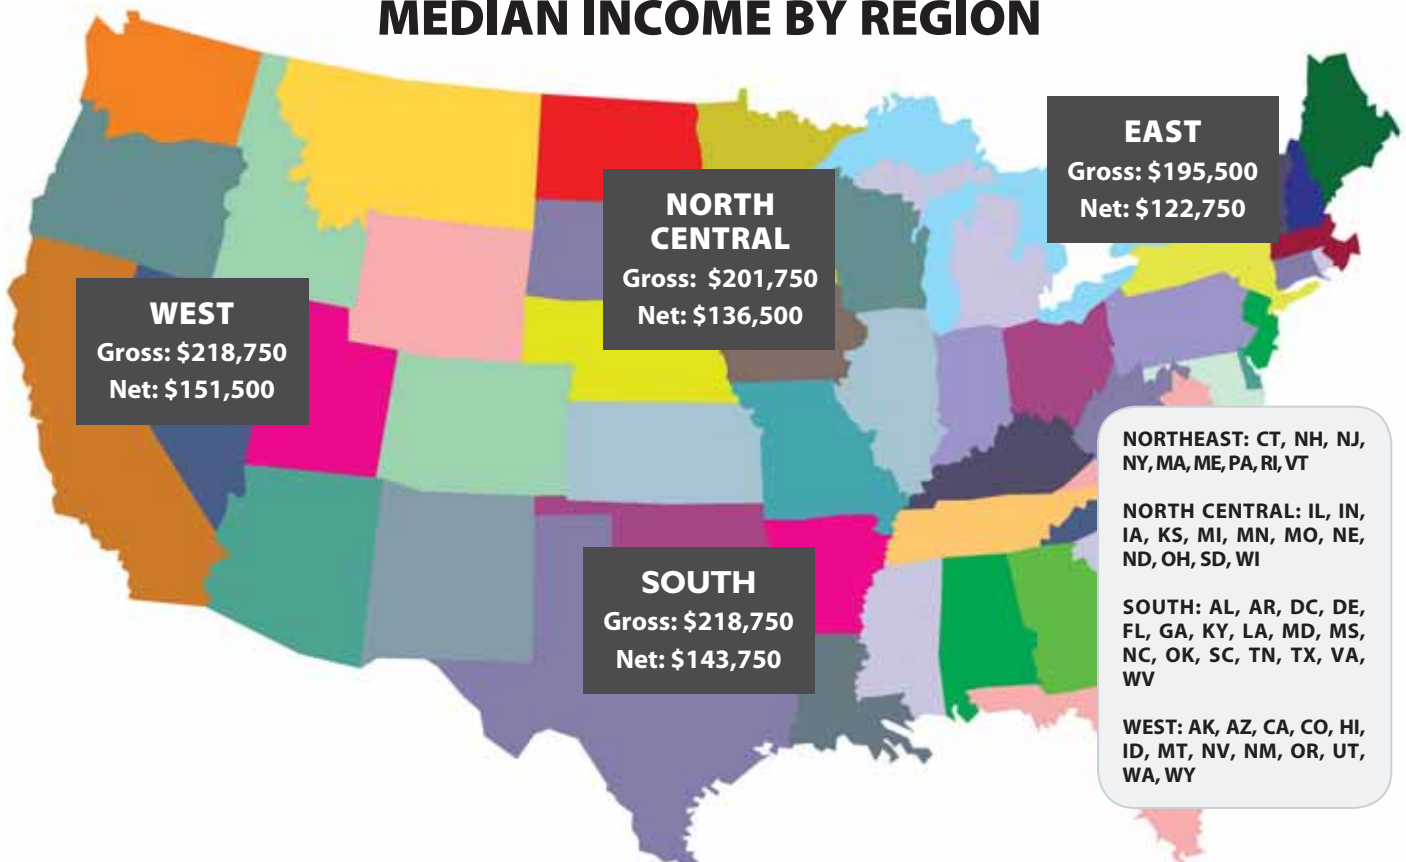 MEDIAN INCOME BY REGION
EAST
Gross: $195,500
Net: $122,750
NORTH
CENTRAL
Gross: $201,750
Net: $136,500
WEST
Gross: $218,750
Net: $151,500
SOUTH
Gross: $218,750
Net: $143,750
NORTHEAST: CT, NH, NJ,
NY, MA, ME, PA, RI, VT
NORTH CENTRAL: IL, IN,
IA, KS, MI, MN, MO, NE,
ND, OH, SD, WI
SOUTH: AL, AR, DC, DE,
FL, GA, KY, LA, MD, MS,
NC, OK, SC, TN, TX, VA,
WV
WEST: AK, AZ, CA, CO, HI,
ID, MT, NV, NM, OR, UT,
WA, WY